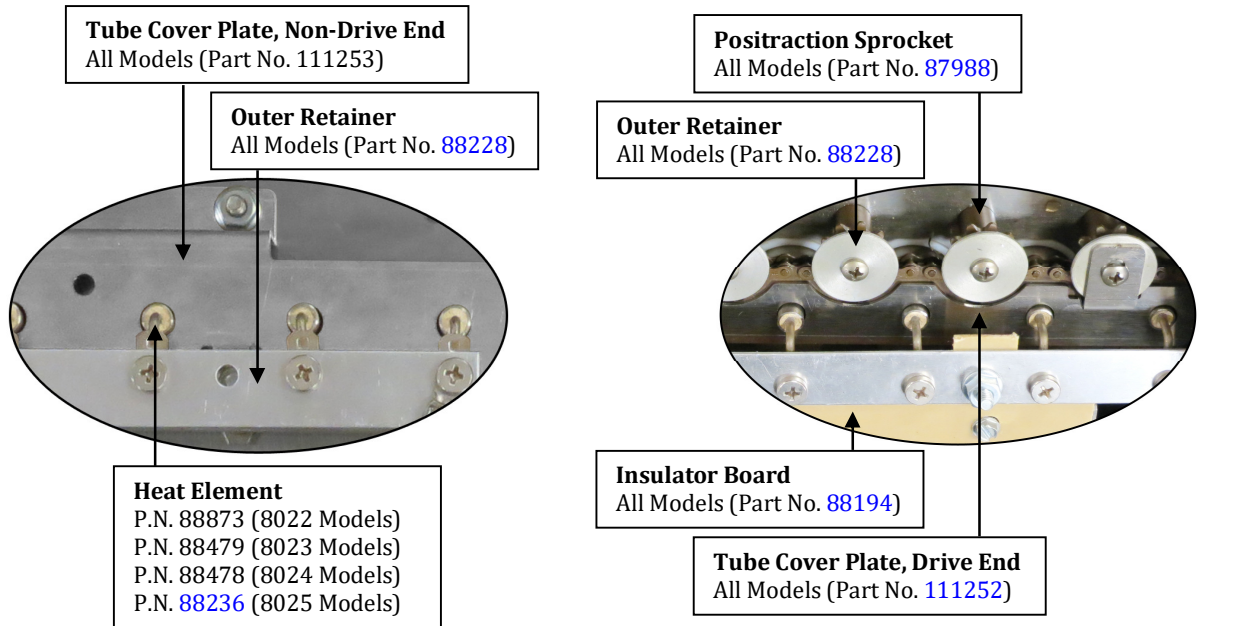 Tube Cover Plate, Non-Drive End
All Models (Part No. 111253)
Outer Retainer
All Models (Part No. 88228)
Heat Element
P.N. 88873 (8022 Models)
P.N. 88479 (8023 Models)
P.N. 88478 (8024 Models)
P.N. 88236 (8025 Models)
Positraction Sprocket
All Models (Part No. 87988)
Outer Retainer
All Models (Part No. 88228)
Insulator Board
All Models (Part No. 88194)
Tube Cover Plate, Drive End
All Models (Part No. 111252)